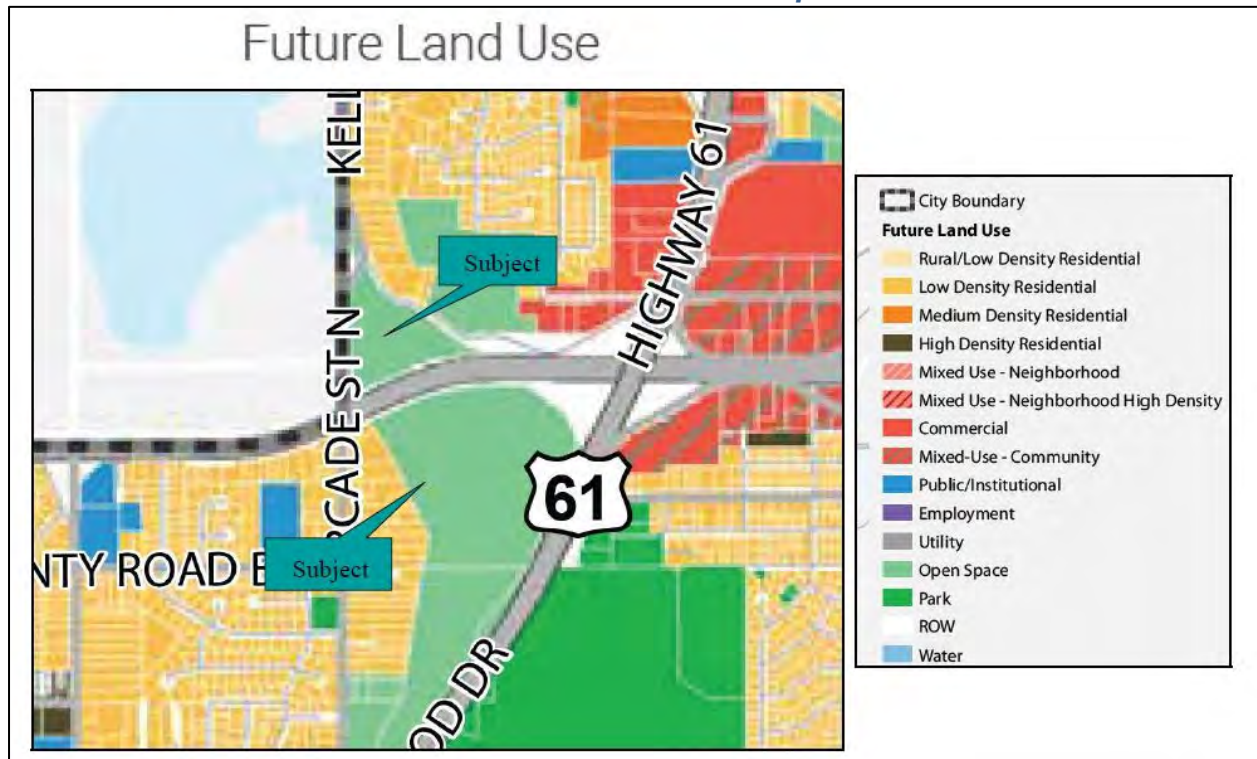 Future Land Use
KELL
HIGHWAY 61
Subject
CADE ST N
61
NTY ROAD B
Subject
OD DR
City Boundary
Future Land Use
Rural/Low Density Residential
Low Density Residential
Medium Density Residential
High Density Residential
Mixed Use - Neighborhood
Mixed Use - Neighborhood High Density
Commercial
Mixed-Use - Community
Public/Institutional
Employment
Utility
Open Space
Park
ROW
Water